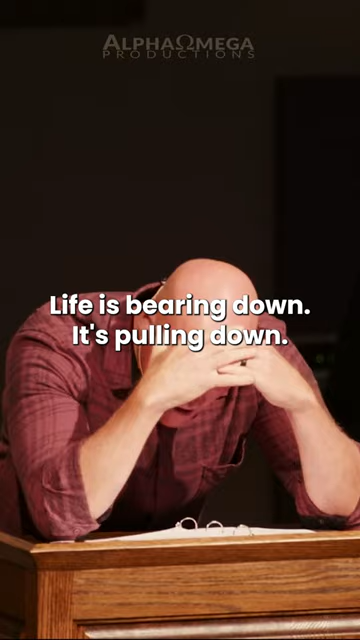 ALPHAΩMEGA
PRODUCTIONS
Life is bearing down.
It's pulling down.